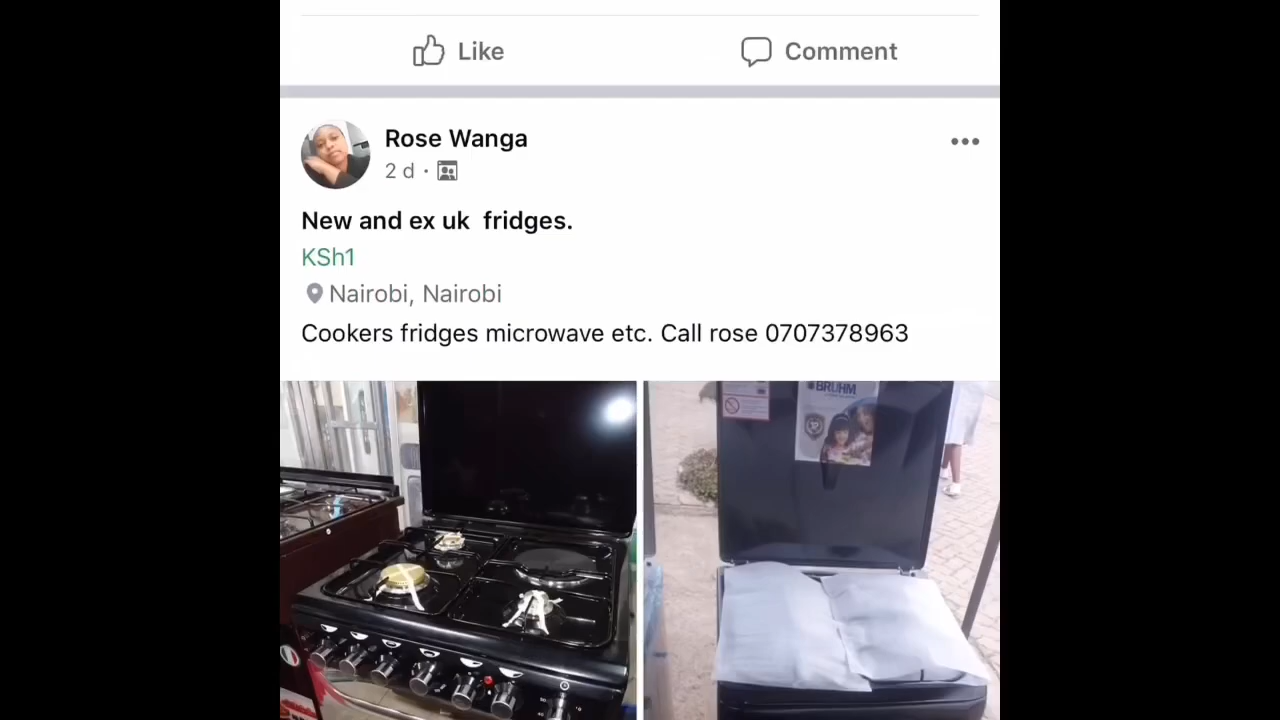 Like
Comment
Rose Wanga
2 d ·
New and ex uk  fridges.
KSh1
Nairobi, Nairobi
Cookers fridges microwave etc. Call rose 0707378963
BRUHM